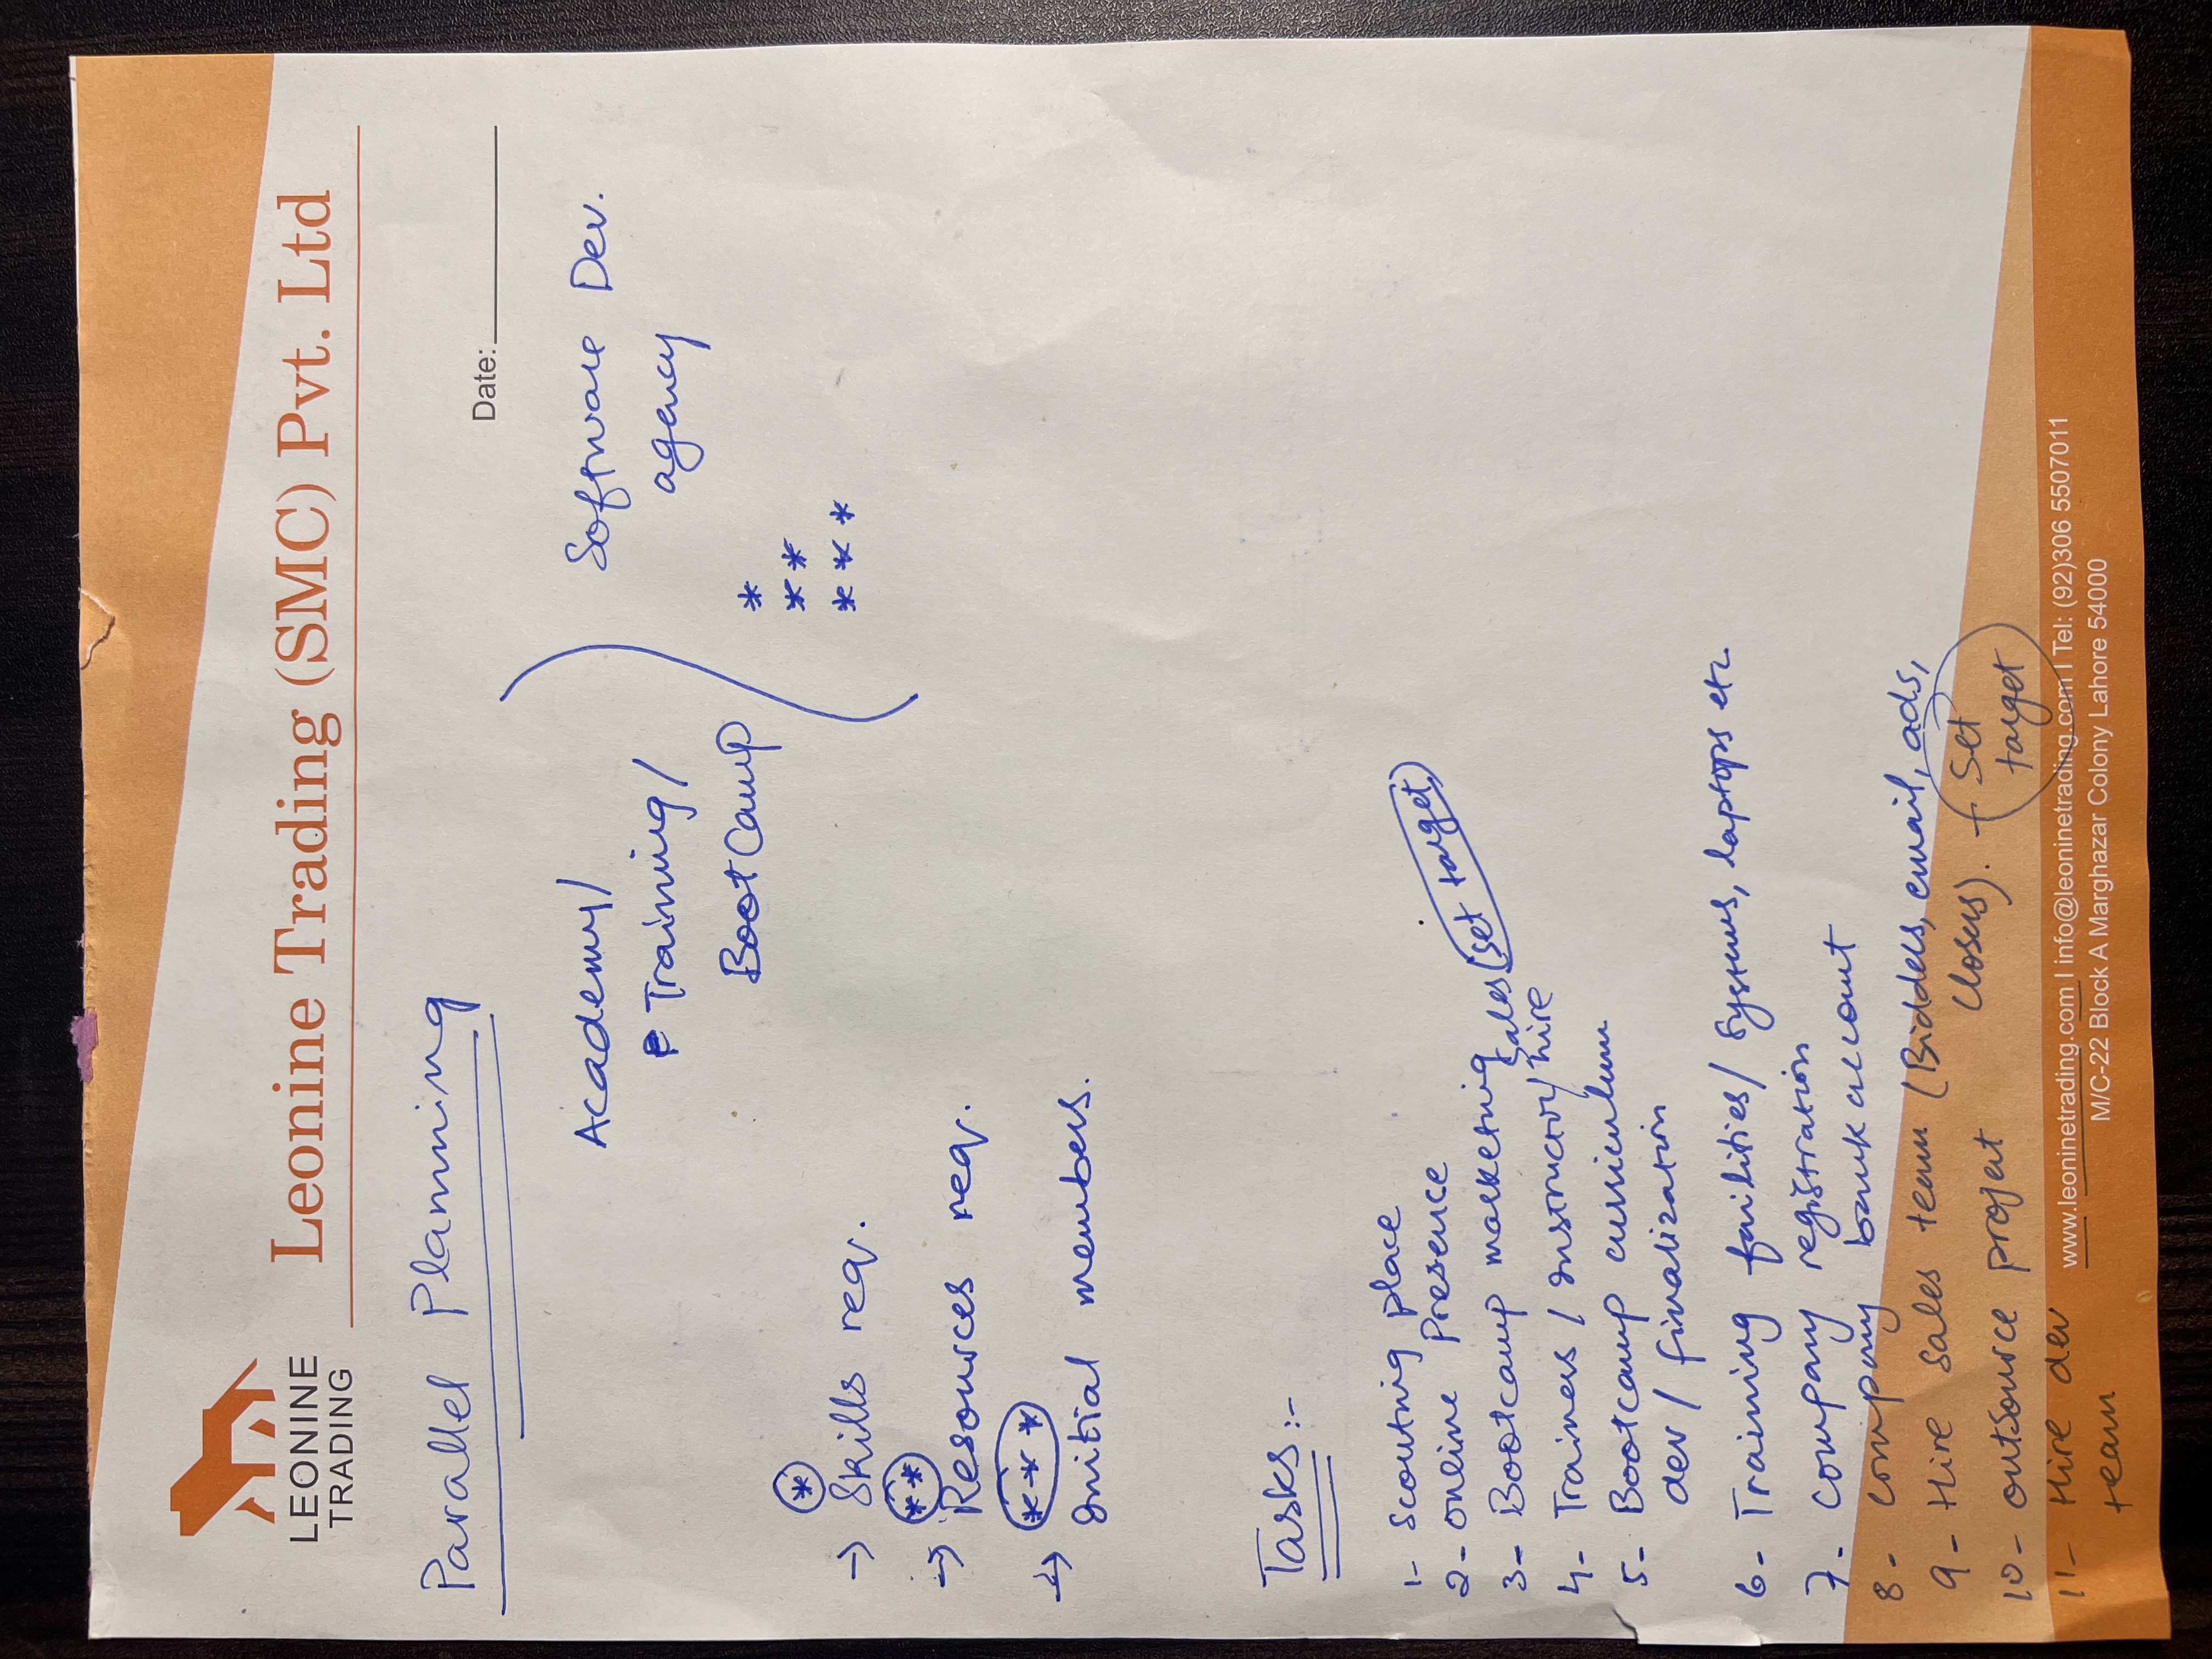 LEONINE
TRADING
Leonine Trading (SMC) Pvt. Ltd
Date:
Parallel Planning
Academy/
Training/
BootCamp
Software Dev.
agency
*
* *
* * *
*
→ Skills req.
**
→ Resources req.
***
→ Initial members.
Tasks:-
1- Scouting place
2- online presence
3- Bootcamp marketing sales (set target)
4- Trainers / Instructor/ hire
5- Bootcamp curriculum
dev / finalization
6- Training failities/ systems, laptops etc
7- Company registration
8- company bank account
9- Hire sales team (Bidders, email, ads,
closers). + Set
target
10- outsource projet
11- Hire dev
team
www.leoninetrading.com | info@leoninetrading.com | Tel: (92)306 5507011
M/C-22 Block A Marghazar Colony Lahore 54000